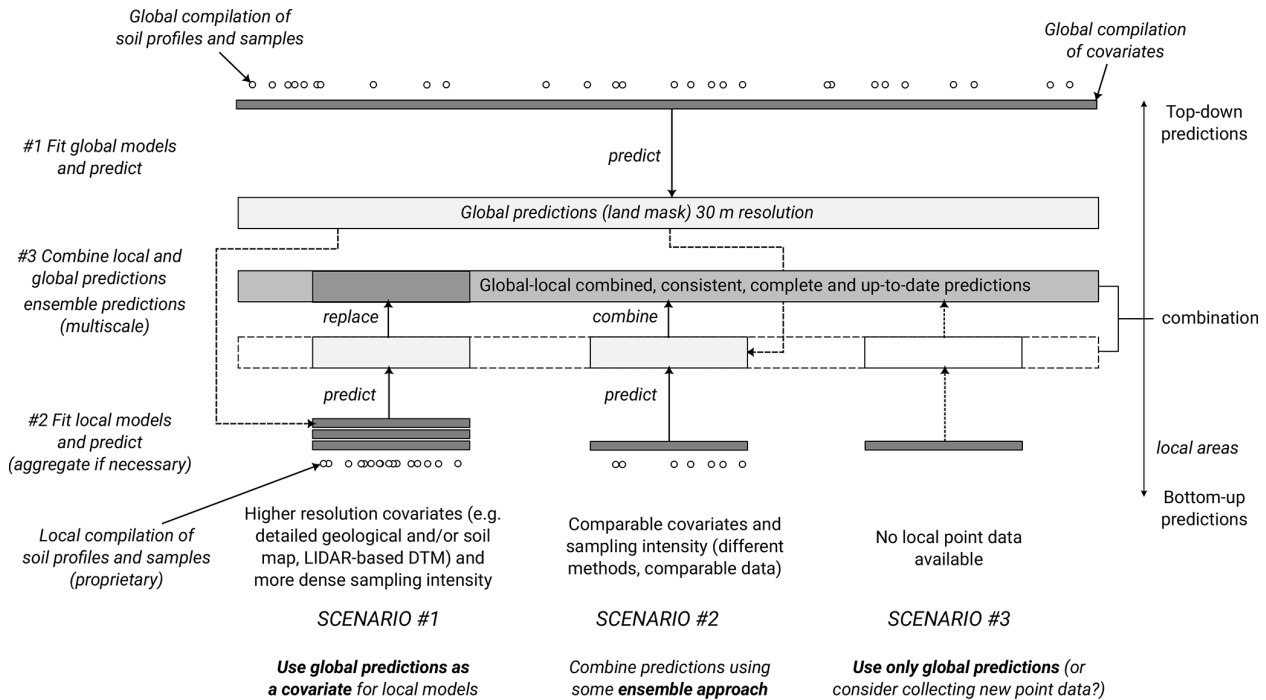 Global compilation of
soil profiles and samples
Global compilation
of covariates
Top-down
predictions
#1 Fit global models
and predict
predict
Global predictions (land mask) 30 m resolution
#3 Combine local and
global predictions
ensemble predictions
(multiscale)
Global-local combined, consistent, complete and up-to-date predictions
replace
combine
combination
predict
predict
#2 Fit local models
and predict
(aggregate if necessary)
local areas
Bottom-up
predictions
Local compilation of
soil profiles and samples
(proprietary)
Higher resolution covariates (e.g.
detailed geological and/or soil
map, LIDAR-based DTM) and
more dense sampling intensity
Comparable covariates and
sampling intensity (different
methods, comparable data)
No local point data
available
SCENARIO #1
SCENARIO #2
SCENARIO #3
Use global predictions as
a covariate for local models
Combine predictions using
some ensemble approach
Use only global predictions (or
consider collecting new point data?)